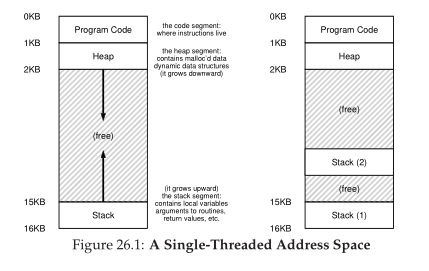 0KB
Program Code
1KB
Heap
2KB
(free)
15KB
Stack
16KB
the code segment:
where instructions live
the heap segment:
contains malloc'd data
dynamic data structures
(it grows downward)
(it grows upward)
the stack segment:
contains local variables
arguments to routines,
return values, etc.
0KB
Program Code
1KB
Heap
2KB
(free)
Stack (2)
(free)
15KB
Stack (1)
16KB
Figure 26.1: A Single-Threaded Address Space